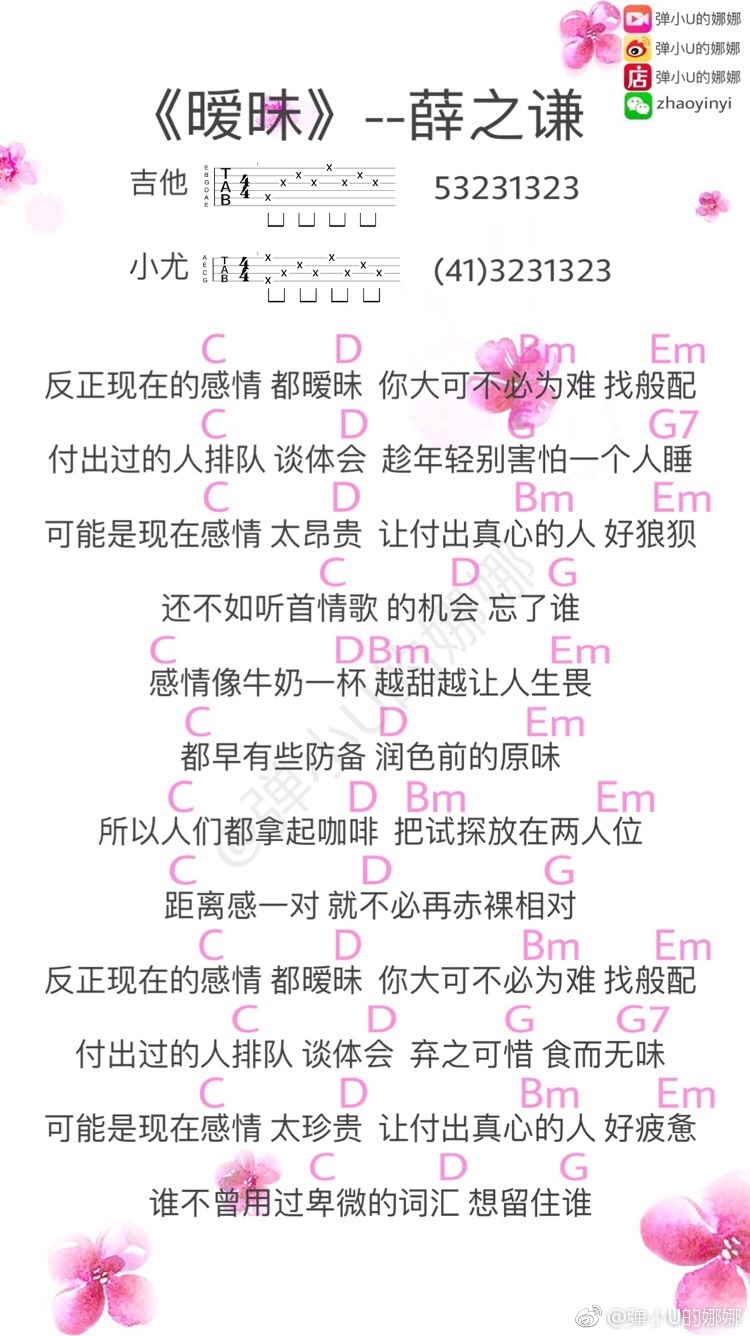 弹小U的娜娜
弹小U的娜娜
店 弹小U的娜娜
zhaoyinyi
《暧昧》--薛之谦
吉他 E B G D A E TAB 4/4 1 53231323
小尤 A E C G TAB 4/4 1 (41)3231323
C D Bm Em
反正现在的感情 都暧昧 你大可不必为难 找般配
C D G G7
付出过的人排队 谈体会 趁年轻别害怕一个人睡
C D Bm Em
可能是现在感情 太昂贵 让付出真心的人 好狼狈
C D G
还不如听首情歌 的机会 忘了谁
C D Bm Em
感情像牛奶一杯 越甜越让人生畏
C D Em
都早有些防备 润色前的原味
C D Bm Em
所以人们都拿起咖啡 把试探放在两人位
C D G
距离感一对 就不必再赤裸相对
C D Bm Em
反正现在的感情 都暧昧 你大可不必为难 找般配
C D G G7
付出过的人排队 谈体会 弃之可惜 食而无味
C D Bm Em
可能是现在感情 太珍贵 让付出真心的人 好疲惫
C D G
谁不曾用过卑微的词汇 想留住谁
@弹小U的娜娜
@弹小U的娜娜